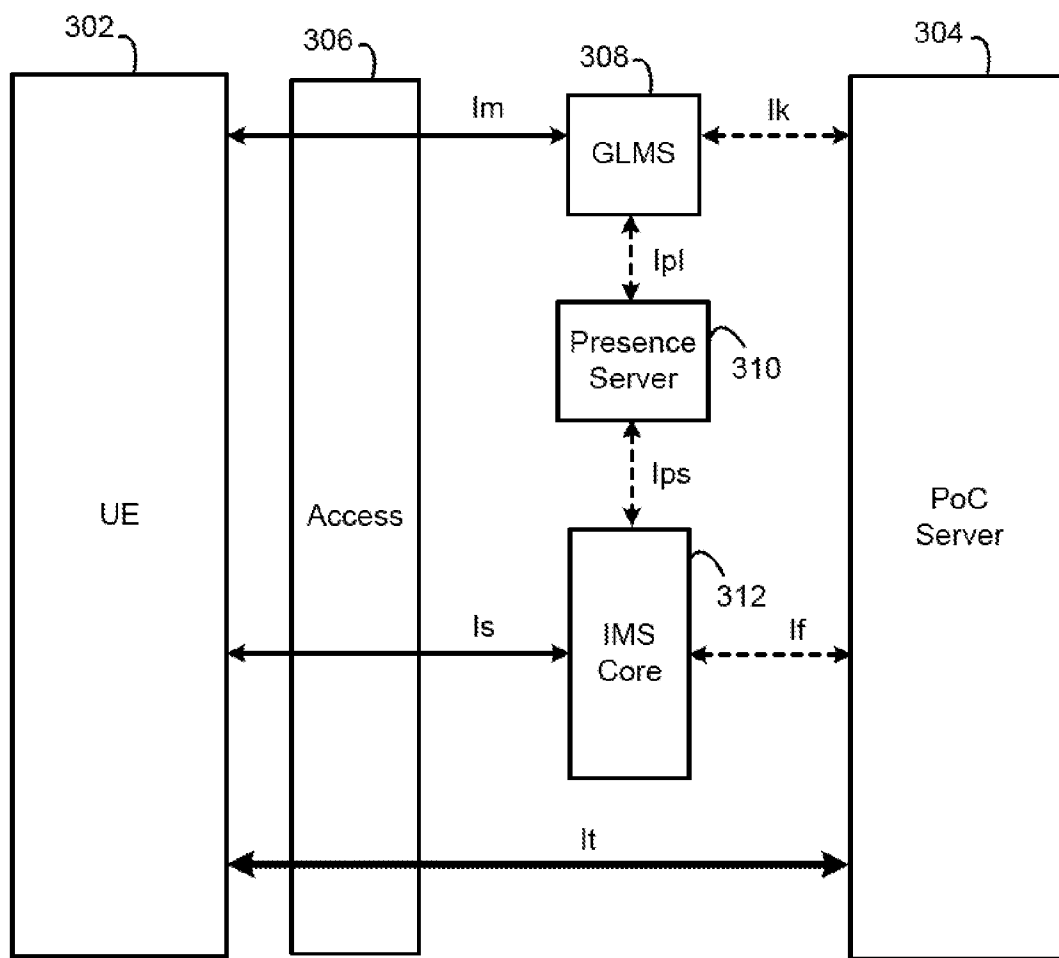 302
306
308
304
Im
Ik
GLMS
Ipl
Presence
Server
310
Ips
UE
Access
PoC
Server
312
Is
IMS
Core
If
It